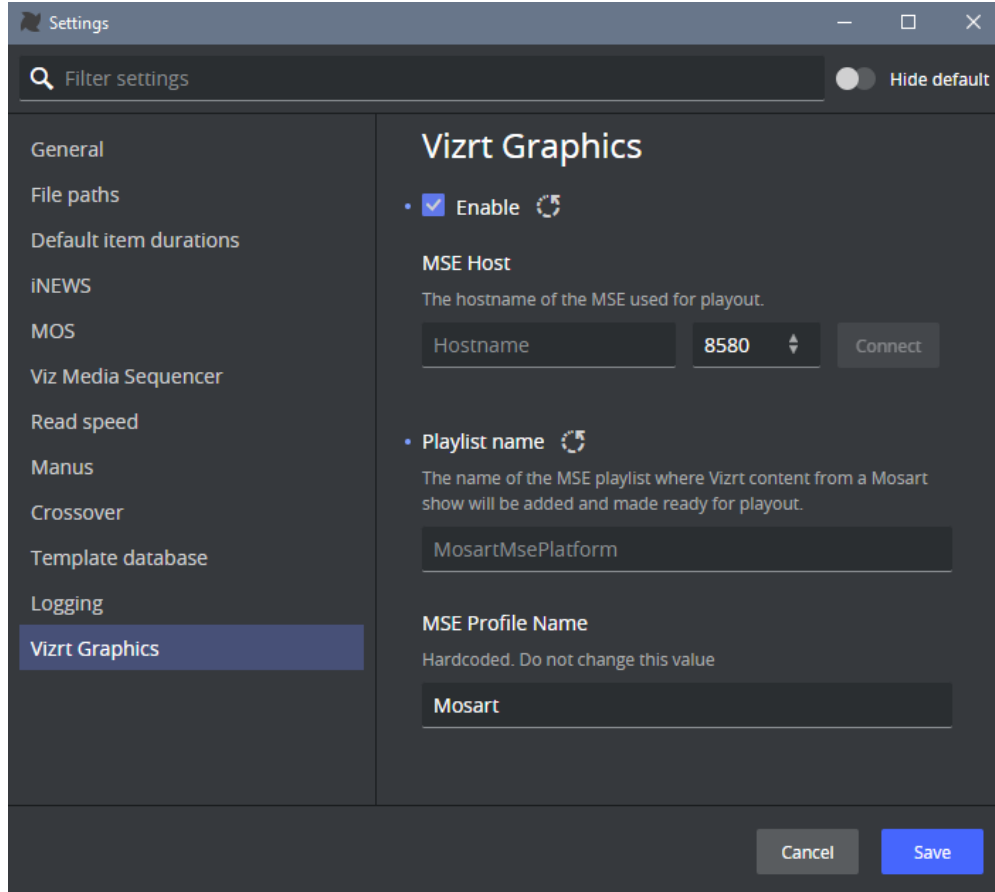 Settings
Filter settings
Hide default
General
File paths
Default item durations
iNEWS
MOS
Viz Media Sequencer
Read speed
Manus
Crossover
Template database
Logging
Vizrt Graphics
Vizrt Graphics
Enable
MSE Host
The hostname of the MSE used for playout.
Hostname
8580
Connect
Playlist name
The name of the MSE playlist where Vizrt content from a Mosart
show will be added and made ready for playout.
MosartMsePlatform
MSE Profile Name
Hardcoded. Do not change this value
Mosart
Cancel
Save